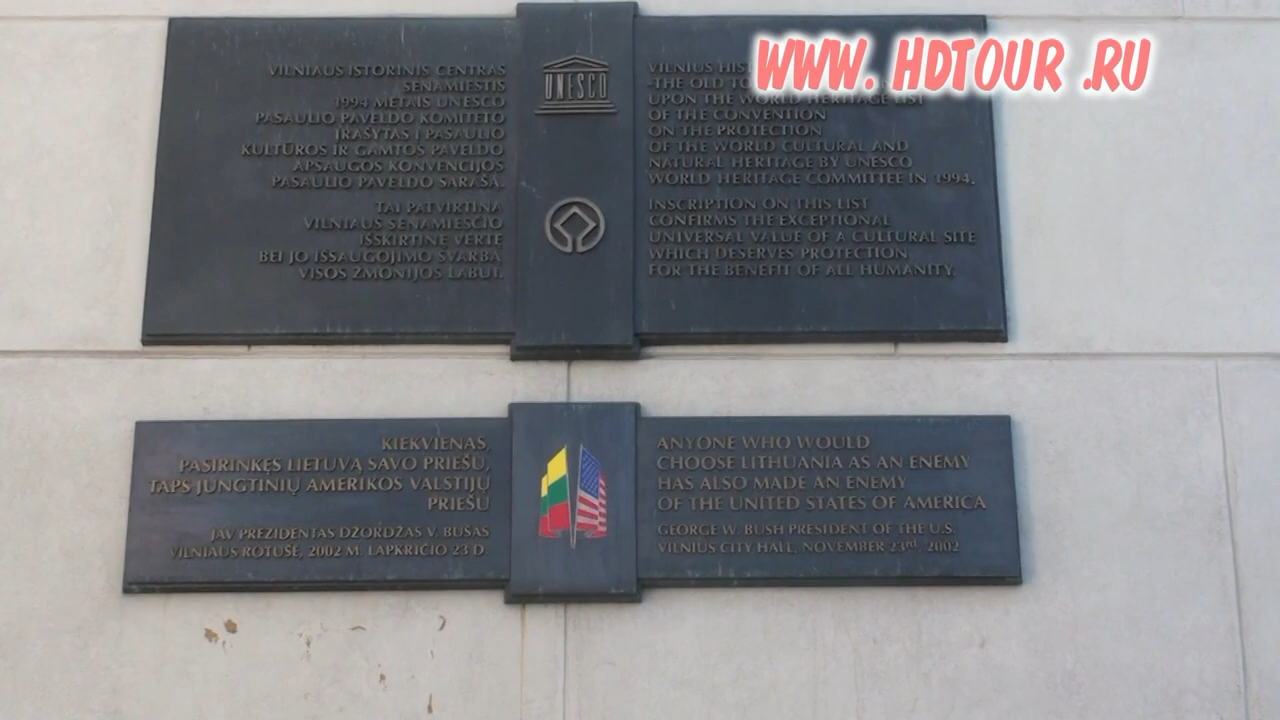 WWW.HDTOUR.RU
VILNIAUS ISTORINIS CENTRAS
SENAMIESTIS
1994 METAIS UNESCO
PASAULIO PAVELDO KOMITETO
ĮRAŠYTAS Į PASAULIO
KULTŪROS IR GAMTOS PAVELDO
APSAUGOS KONVENCIJOS
PASAULIO PAVELDO SĄRAŠĄ.
TAI PATVIRTINA
VILNIAUS SENAMIESČIO
IŠSKIRTINĘ VERTĘ
BEI JO IŠSAUGOJIMO SVARBĄ
VISOS ŽMONIJOS LABUI.
UNESCO
VILNIUS
-THE OLD
UPON THE WORLD HERITAGE LIST
OF THE CONVENTION
ON THE PROTECTION
OF THE WORLD CULTURAL AND
NATURAL HERITAGE BY UNESCO
WORLD HERITAGE COMMITTEE IN 1994.
INSCRIPTION ON THIS LIST
CONFIRMS THE EXCEPTIONAL
UNIVERSAL VALUE OF A CULTURAL SITE
WHICH DESERVES PROTECTION
FOR THE BENEFIT OF ALL HUMANITY.
KIEKVIENAS,
PASIRINKĘS LIETUVĄ SAVO PRIEŠU,
TAPS JUNGTINIŲ AMERIKOS VALSTIJŲ
PRIEŠU
JAV PREZIDENTAS DŽORDŽAS V. BUŠAS
VILNIAUS ROTUŠĖ, 2002 M. LAPKRIČIO 23 D
ANYONE WHO WOULD
CHOOSE LITHUANIA AS AN ENEMY
HAS ALSO MADE AN ENEMY
OF THE UNITED STATES OF AMERICA
GEORGE W. BUSH PRESIDENT OF THE U.S.
VILNIUS CITY HALL, NOVEMBER 23rd, 2002